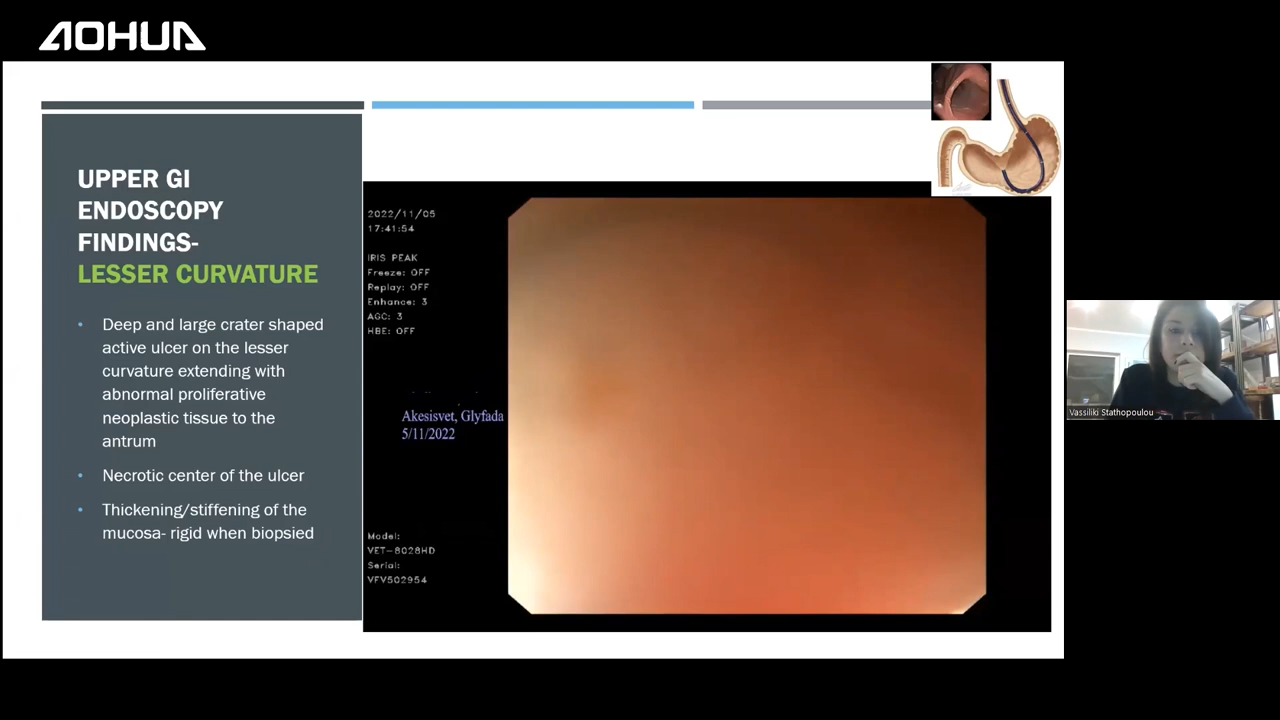 AOHUA
UPPER GI
ENDOSCOPY
FINDINGS-
LESSER CURVATURE
• Deep and large crater shaped
active ulcer on the lesser
curvature extending with
abnormal proliferative
neoplastic tissue to the
antrum
• Necrotic center of the ulcer
• Thickening/stiffening of the
mucosa- rigid when biopsied
2022/11/05
17:41:54
IRIS PEAK
Freeze: OFF
Replay: OFF
Enhance: 3
AGC: 3
HBE: OFF
Akesisvet, Glyfada
5/11/2022
Model:
VET-8028HD
Serial:
VFV502954
Vassiliki Stathopoulou